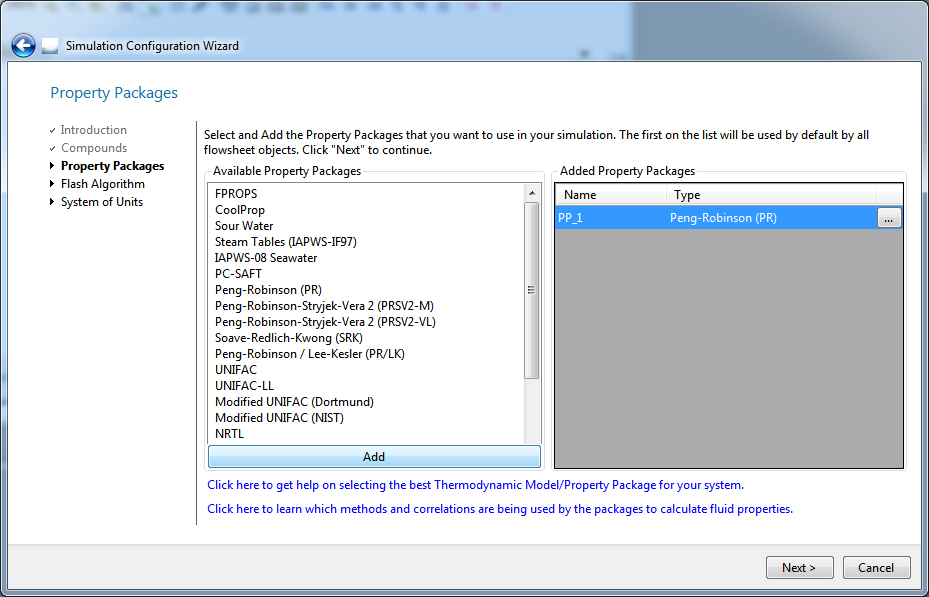 Simulation Configuration Wizard
Property Packages
Introduction
Compounds
Property Packages
Flash Algorithm
System of Units
Select and Add the Property Packages that you want to use in your simulation. The first on the list will be used by default by all
flowsheet objects. Click "Next" to continue.
Available Property Packages
FPROPS
CoolProp
Sour Water
Steam Tables (IAPWS-IF97)
IAPWS-08 Seawater
PC-SAFT
Peng-Robinson (PR)
Peng-Robinson-Stryjek-Vera 2 (PRSV2-M)
Peng-Robinson-Stryjek-Vera 2 (PRSV2-VL)
Soave-Redlich-Kwong (SRK)
Peng-Robinson / Lee-Kesler (PR/LK)
UNIFAC
UNIFAC-LL
Modified UNIFAC (Dortmund)
Modified UNIFAC (NIST)
NRTL
Add
Added Property Packages
Name Type
PP_1 Peng-Robinson (PR) ...
Click here to get help on selecting the best Thermodynamic Model/Property Package for your system.
Click here to learn which methods and correlations are being used by the packages to calculate fluid properties.
Next > Cancel